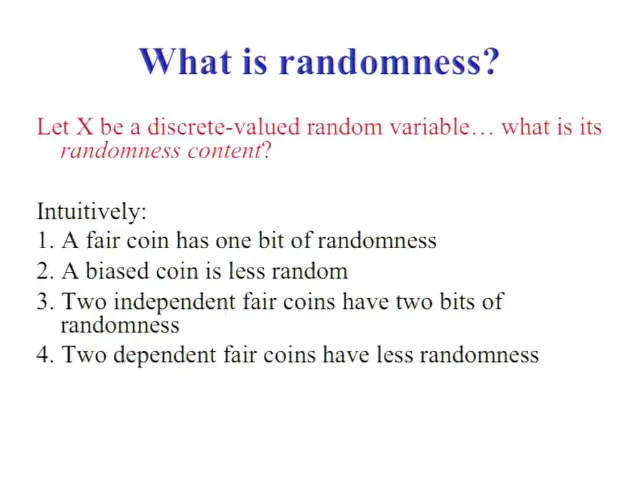 What is randomness?
Let X be a discrete-valued random variable… what is its
randomness content?
Intuitively:
1. A fair coin has one bit of randomness
2. A biased coin is less random
3. Two independent fair coins have two bits of
randomness
4. Two dependent fair coins have less randomness